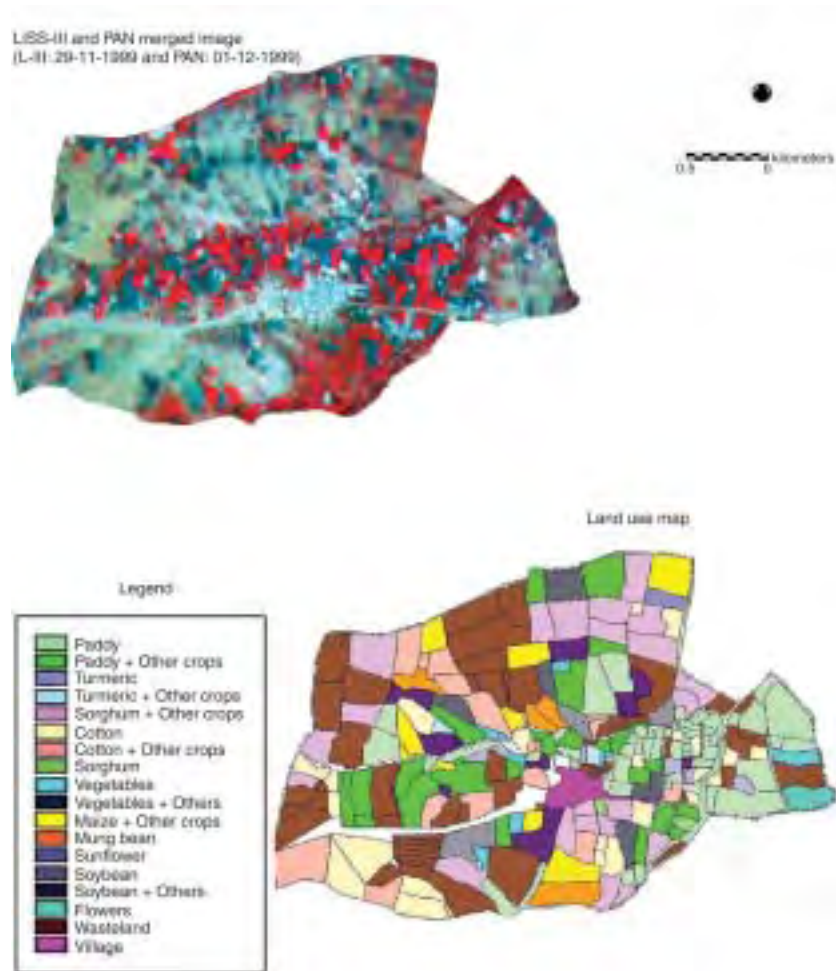 LISS-III and PAN merged image
(L-III: 29-11-1999 and PAN: 01-12-1999)
kilometers
0.5 0
Land use map
Legend
Paddy
Paddy + Other crops
Turmeric
Turmeric + Other crops
Sorghum + Other crops
Cotton
Cotton + Other crops
Sorghum
Vegetables
Vegetables + Others
Maize + Other crops
Mung bean
Sunflower
Soybean
Soybean + Others
Flowers
Wasteland
Village